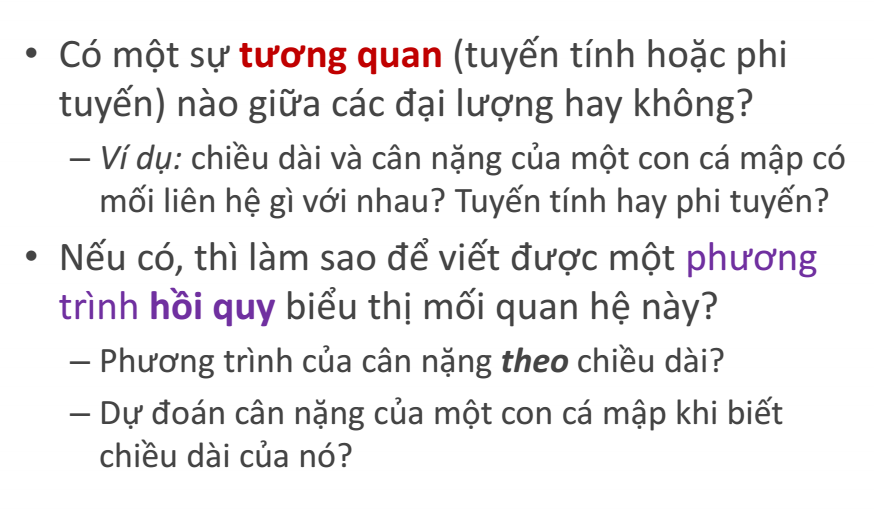 • Có một sự tương quan (tuyến tính hoặc phi
tuyến) nào giữa các đại lượng hay không?
– Ví dụ: chiều dài và cân nặng của một con cá mập có
mối liên hệ gì với nhau? Tuyến tính hay phi tuyến?
• Nếu có, thì làm sao để viết được một phương
trình hồi quy biểu thị mối quan hệ này?
– Phương trình của cân nặng theo chiều dài?
– Dự đoán cân nặng của một con cá mập khi biết
chiều dài của nó?